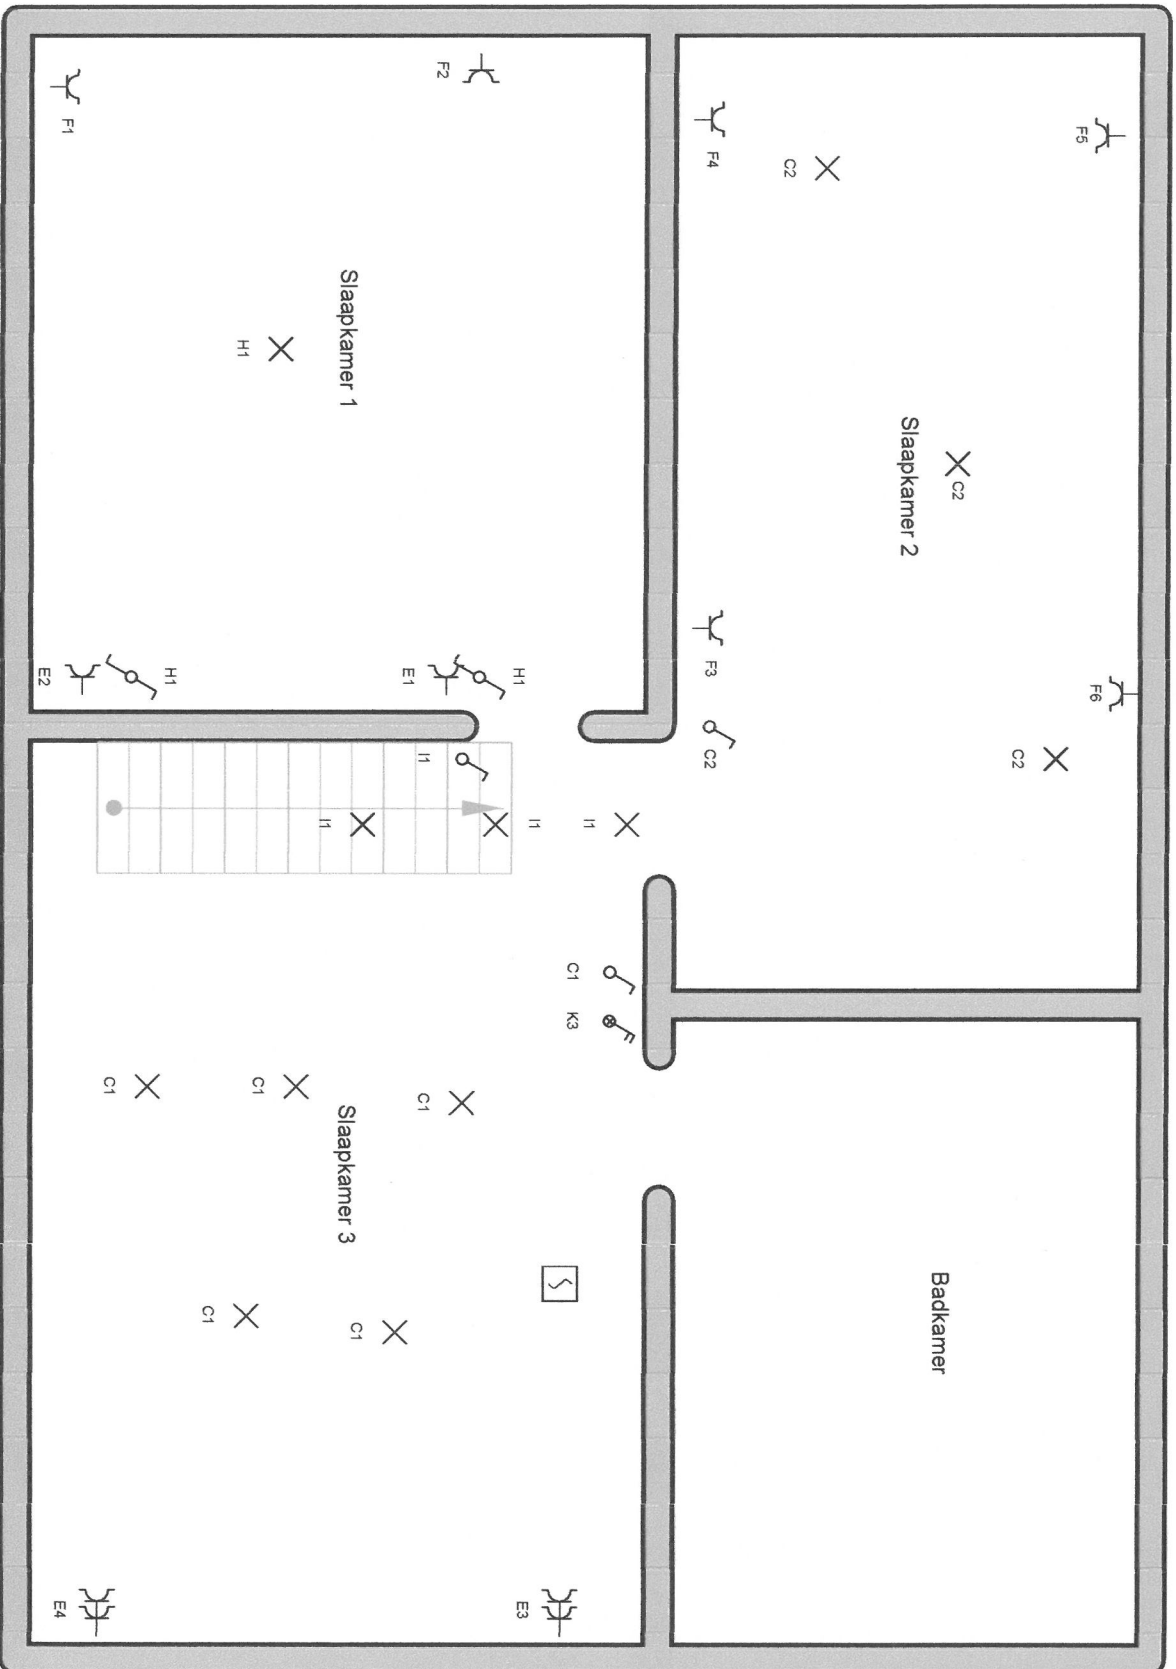 F5
F6
C2
C2
Badkamer
Slaapkamer 2
C2
F4
F3
C2
I1
C1
K3
I1
E3
H1
F2
I1
C1
E1
C1
Slaapkamer 1
Slaapkamer 3
I1
C1
H1
C1
H1
C1
F1
E4
E2